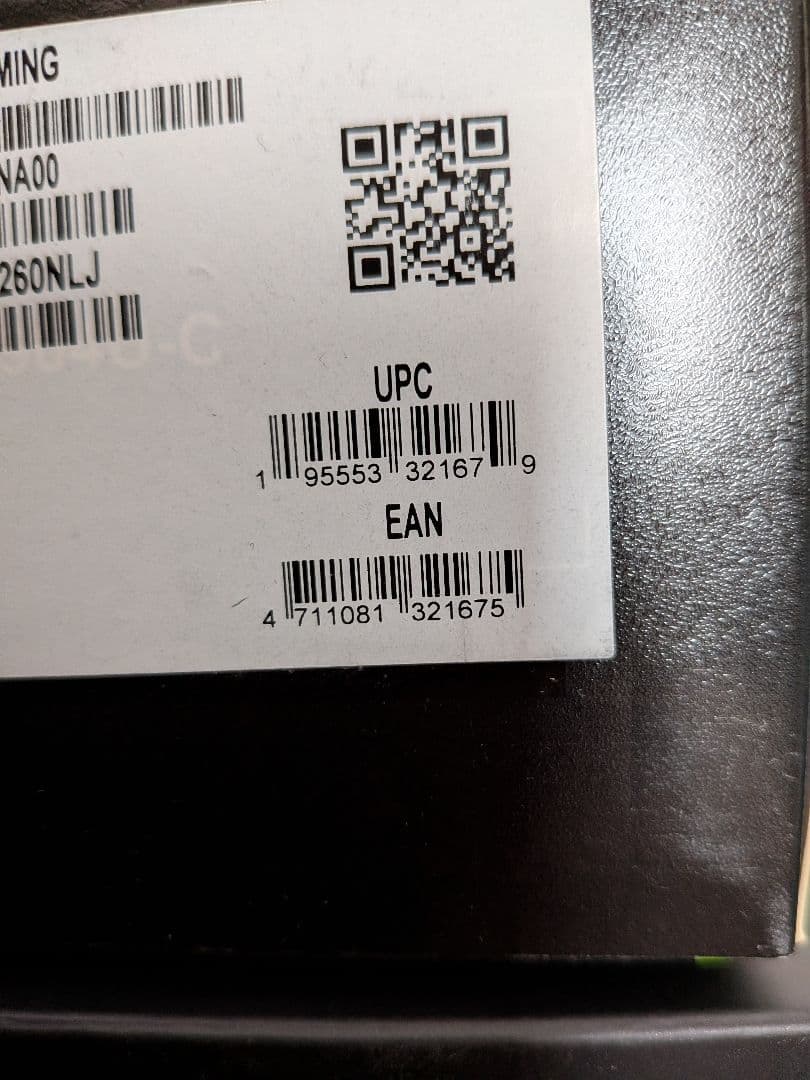 MING
NA00
260NLJ
UPC
1 95553 32167 9
EAN
4 711081 321675